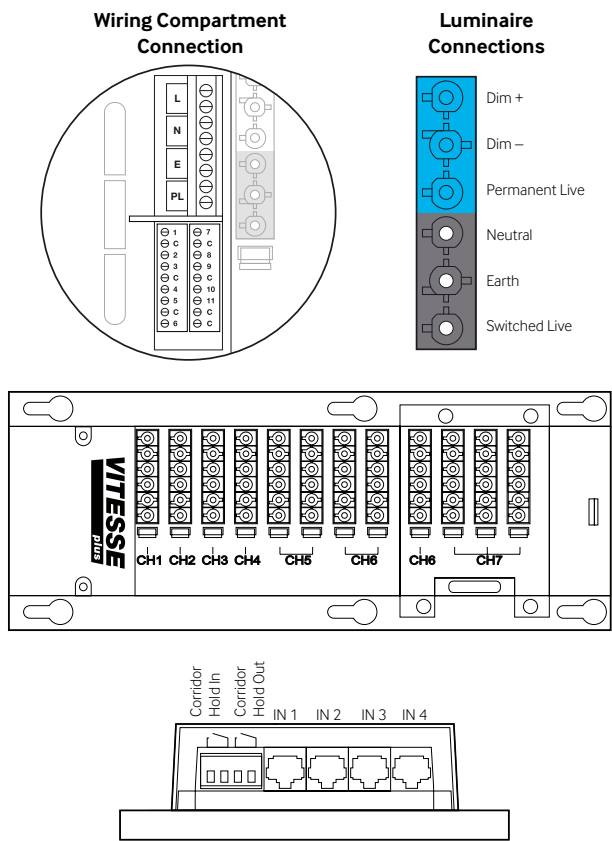 Wiring Compartment
Connection
L
N
E
PL
1 7
C C
2 8
3 9
C C
4 10
5 11
C C
6 C
Luminaire
Connections
Dim +
Dim –
Permanent Live
Neutral
Earth
Switched Live
VITESSE
plus
CH1 CH2 CH3 CH4 CH5 CH6 CH6 CH7
Corridor
Hold In
Corridor
Hold Out
IN 1 IN 2 IN 3 IN 4